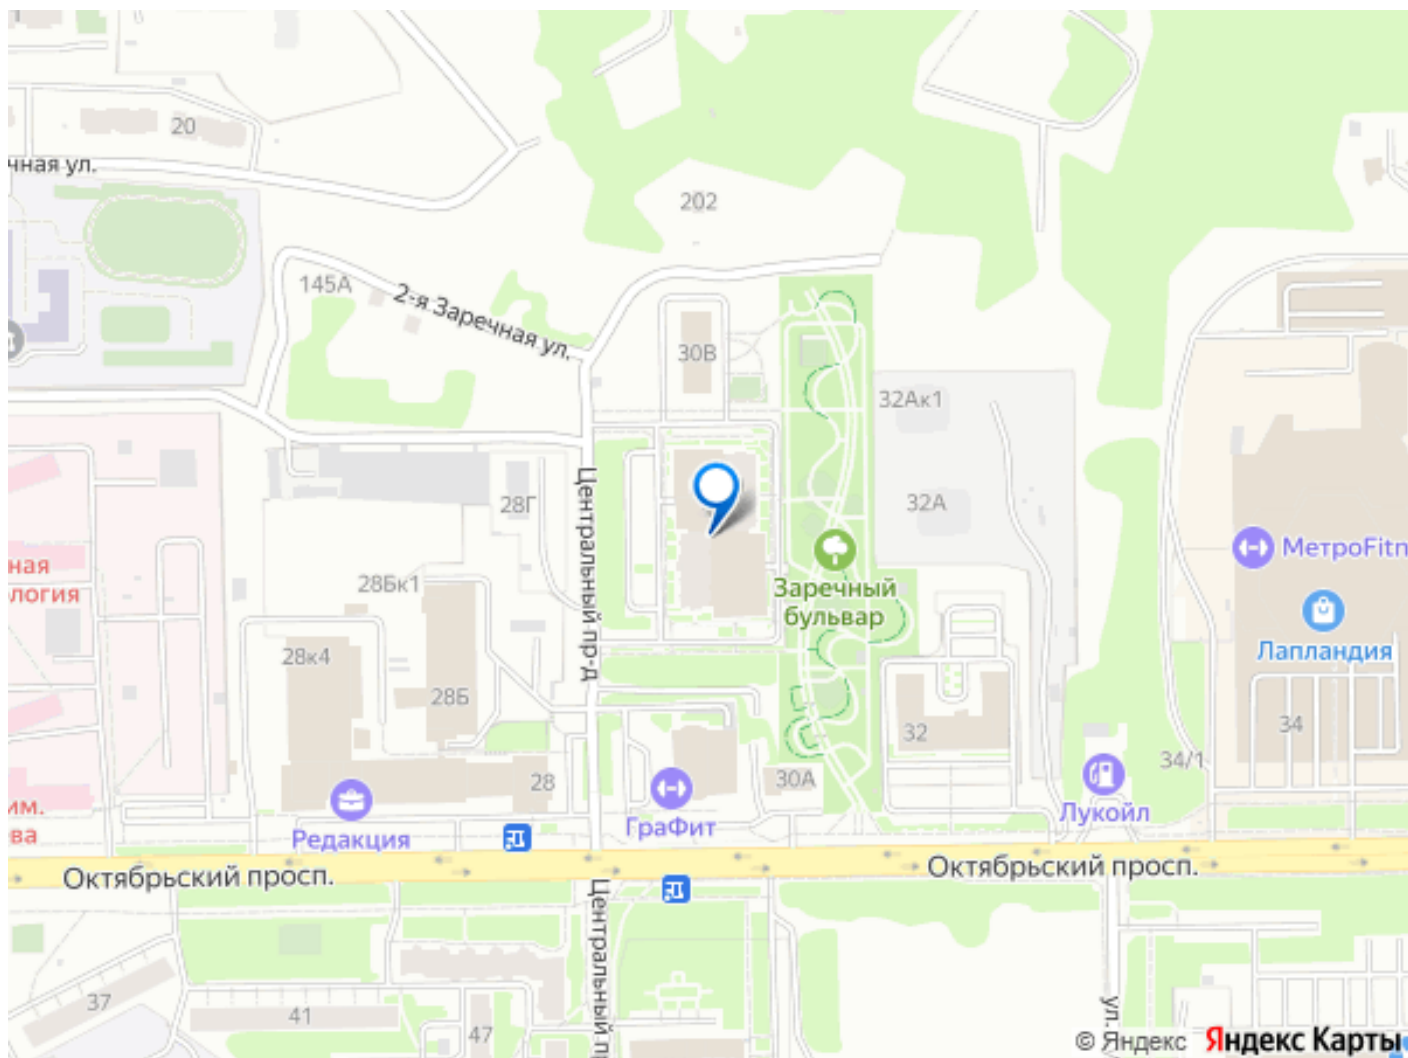 20
чная ул.
202
145А
2-я Заречная ул.
30В
32Ак1
28Г
32А
Центральный пр-д
МетроFitn
ная
логия
28Бк1
Заречный
бульвар
Лапландия
28к4
28Б
32
34
34/1
28
30А
им.
ва
Редакция
ГраФит
Лукойл
Октябрьский просп.
Октябрьский просп.
Центральный пр
37
41
47
ул.
© Яндекс Яндекс Карты